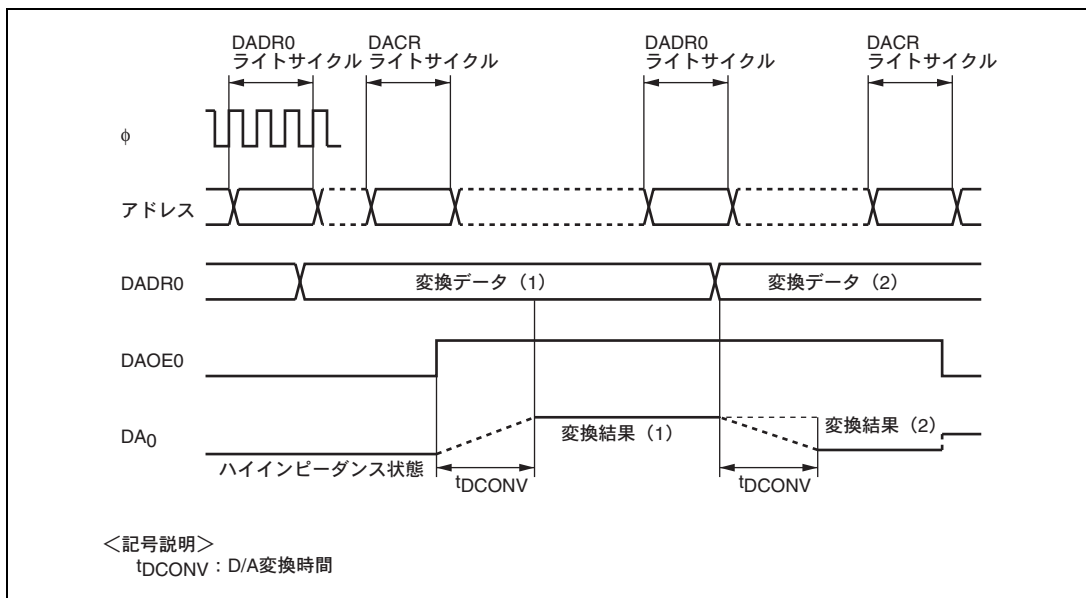 DADR0
ライトサイクル
DACR
ライトサイクル
DADR0
ライトサイクル
DACR
ライトサイクル
φ
アドレス
DADR0
変換データ（1）
変換データ（2）
DAOE0
DA0
変換結果（1）
変換結果（2）
ハイインピーダンス状態
tDCONV
tDCONV
＜記号説明＞
tDCONV：D/A変換時間